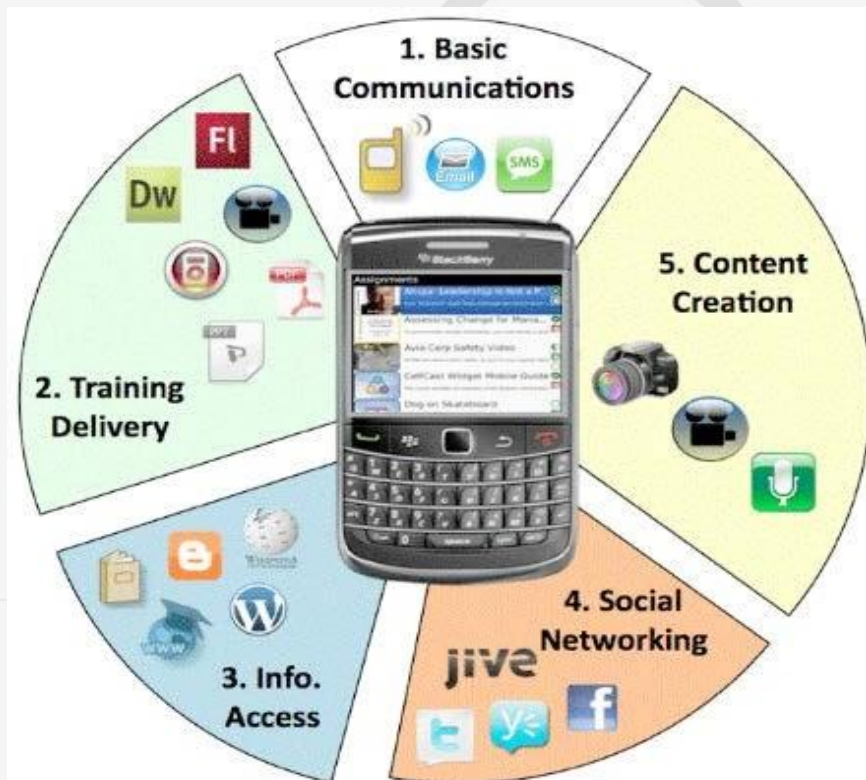 1. Basic
Communications
Email
SMS
Fl
Dw
PDF
PPT
2. Training
Delivery
BlackBerry
Assignments
Assessing Change for Mana...
Avia Corp Safety Video
CellCast Widget Mobile Guide
Dog on Skateboard
5. Content
Creation
WIKIPEDIA
W
www
3. Info.
Access
4. Social
Networking
jive
t
y
f